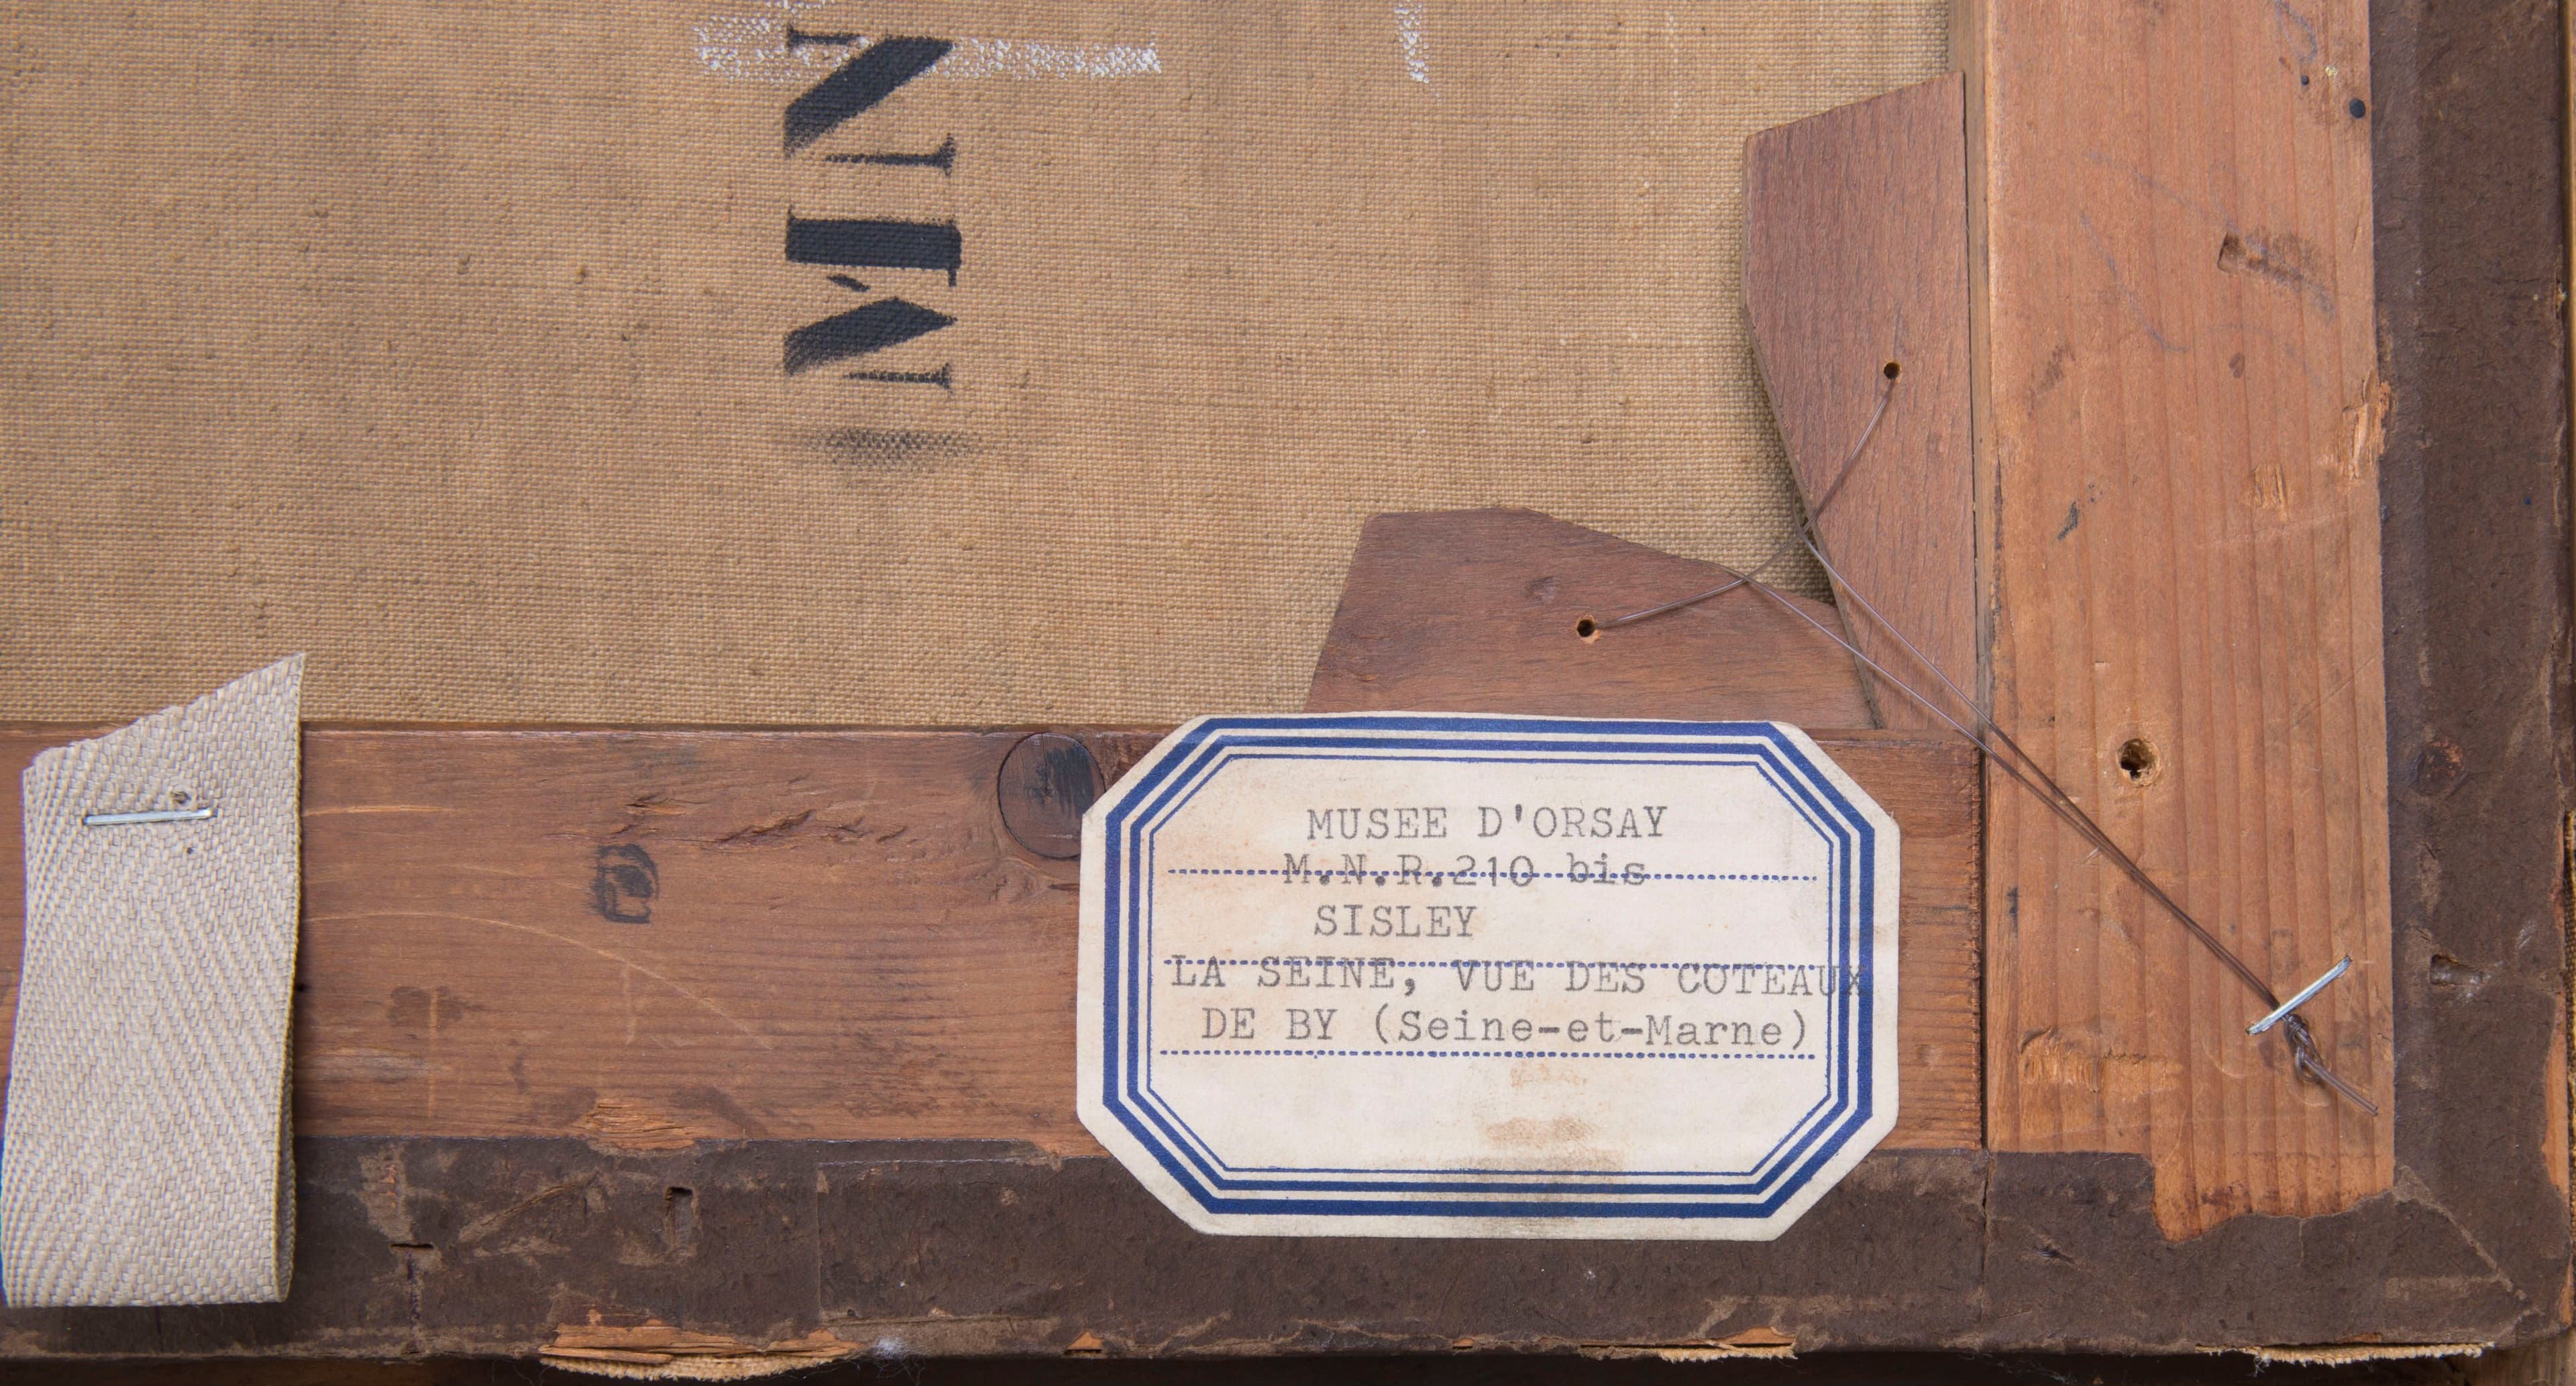 MN
MUSEE D'ORSAY
M.N.R.210 bis
SISLEY
LA SEINE, VUE DES COTEAUX
DE BY (Seine-et-Marne)